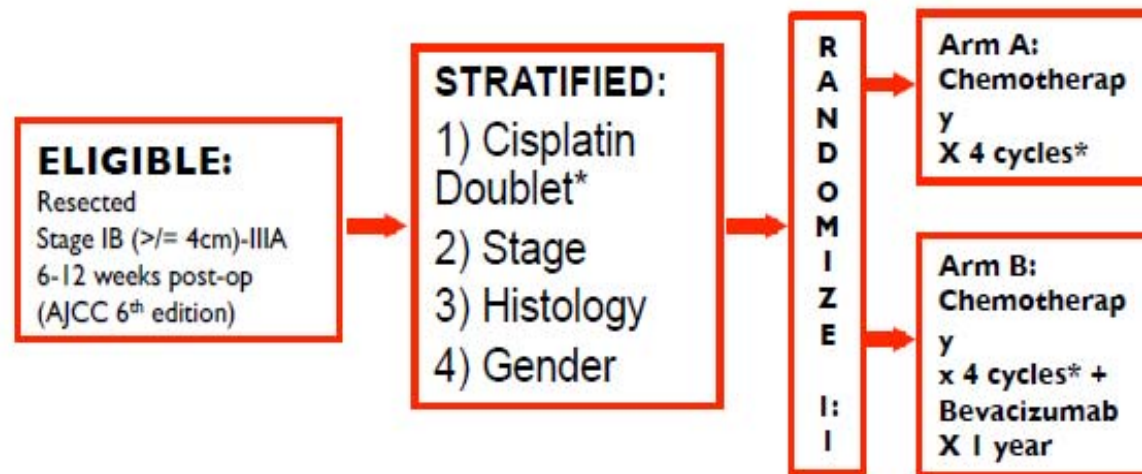 ELIGIBLE:
Resected
Stage IB (>/= 4cm)-IIIA
6-12 weeks post-op
(AJCC 6th edition)
STRATIFIED:
1) Cisplatin
Doublet*
2) Stage
3) Histology
4) Gender
R
A
N
D
O
M
I
Z
E
1:
1
Arm A:
Chemotherap
y
X 4 cycles*
Arm B:
Chemotherap
y
x 4 cycles* +
Bevacizumab
X 1 year